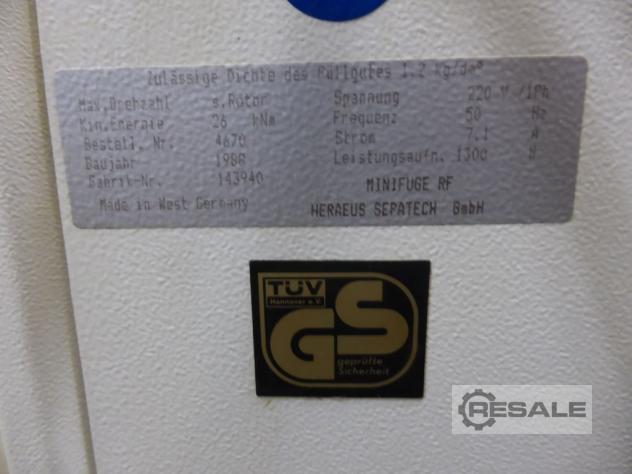 Zulässige Dichte des Füllgutes 1.2 kg/dm³
Max. Drehzahl s. Rotor
Kin. Energie 26 kNm
Bestell. Nr. 4670
Baujahr 1988
Fabrik-Nr. 143940
Made in West Germany
Spannung 220 V /1Ph
Frequenz 50 Hz
Strom 7.1 A
Leistungsaufn. 1300 W
MINIFUGE RF
HERAEUS SEPATECH GmbH
TÜV
Hannover e.V.
GS
geprüfte
Sicherheit
RESALE